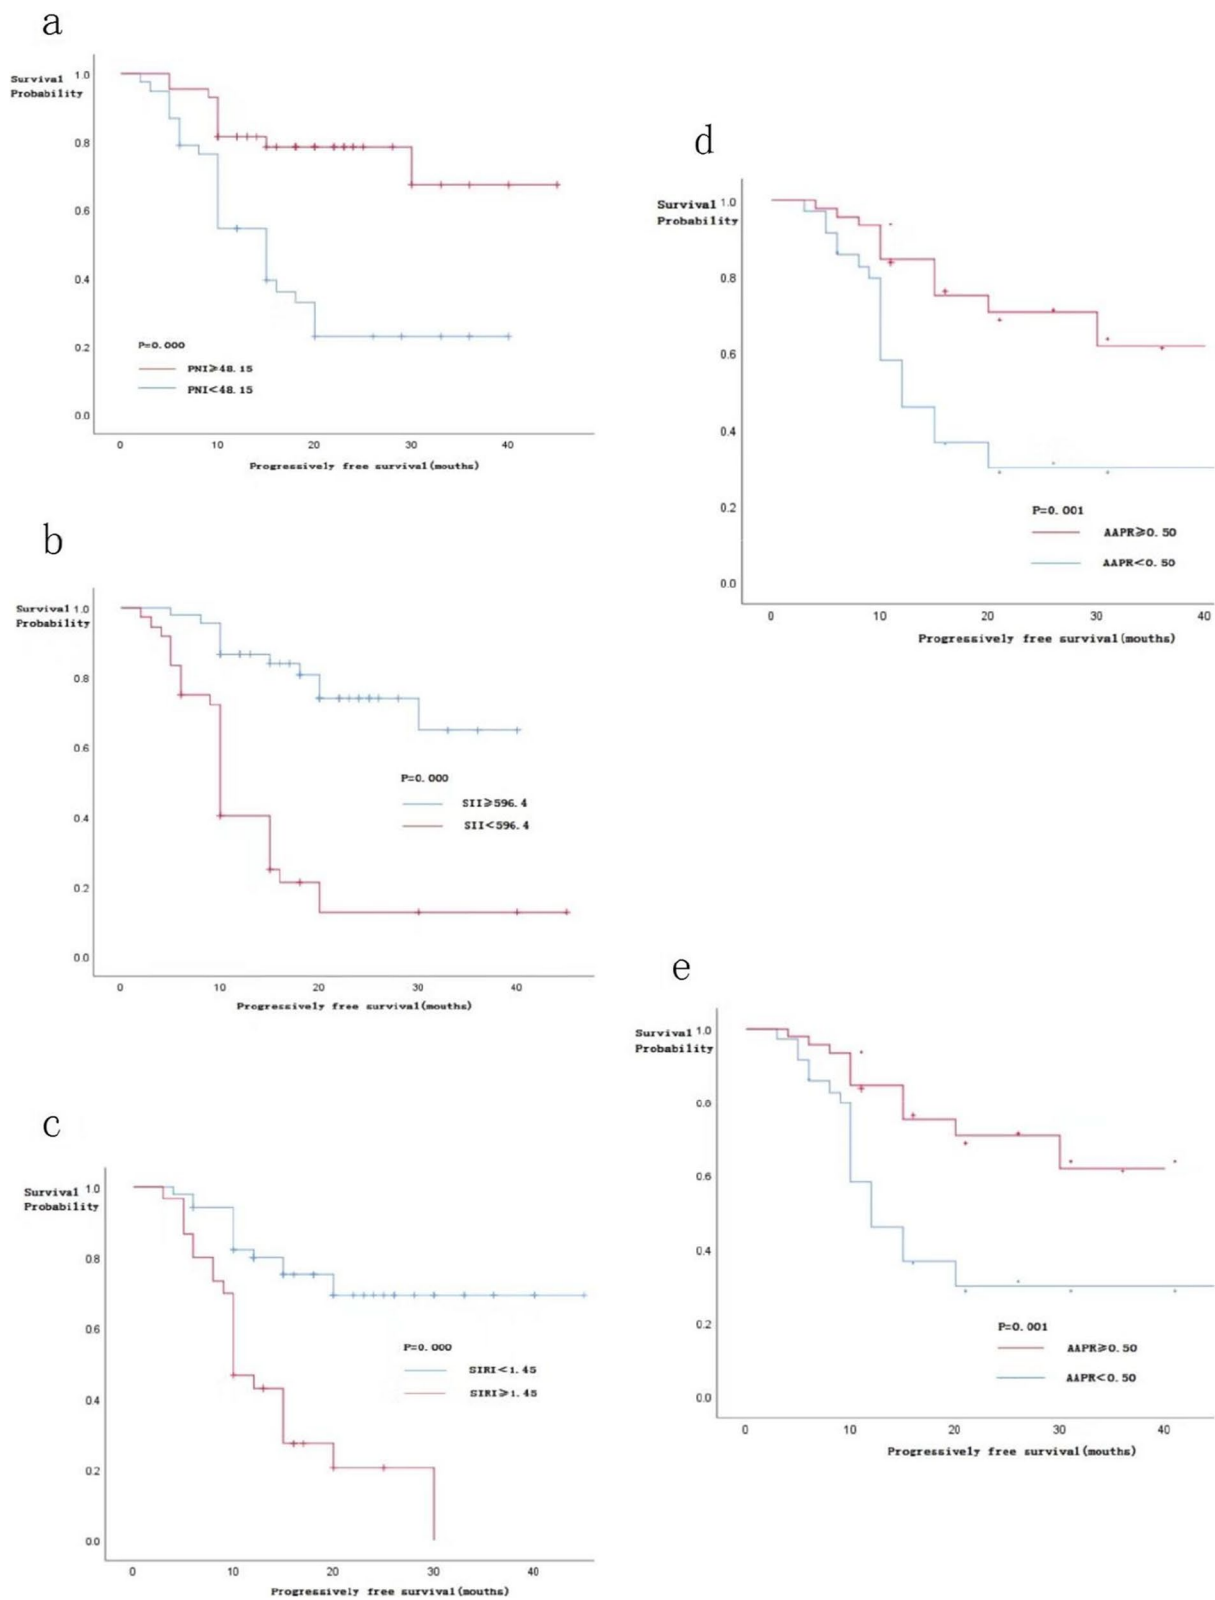 a
Survival
Probability
1.0
0.8
0.6
0.4
0.2
0.0
P=0.000
PNI≥48.15
PNI<48.15
0 10 20 30 40
Progressively free survival(mouths)
b
Survival
Probability
1.0
0.8
0.6
0.4
0.2
0.0
P=0.000
SII≥596.4
SII<596.4
0 10 20 30 40
Progressively free survival(mouths)
c
Survival
Probability
1.0
0.8
0.6
0.4
0.2
0.0
P=0.000
SIRI<1.45
SIRI≥1.45
0 10 20 30 40
Progressively free survival(mouths)
d
Survival
Probability
1.0
0.8
0.6
0.4
0.2
0.0
P=0.001
AAPR≥0.50
AAPR<0.50
0 10 20 30 40
Progressively free survival(mouths)
e
Survival
Probability
1.0
0.8
0.6
0.4
0.2
0.0
P=0.001
AAPR≥0.50
AAPR<0.50
0 10 20 30 40
Progressively free survival(mouths)